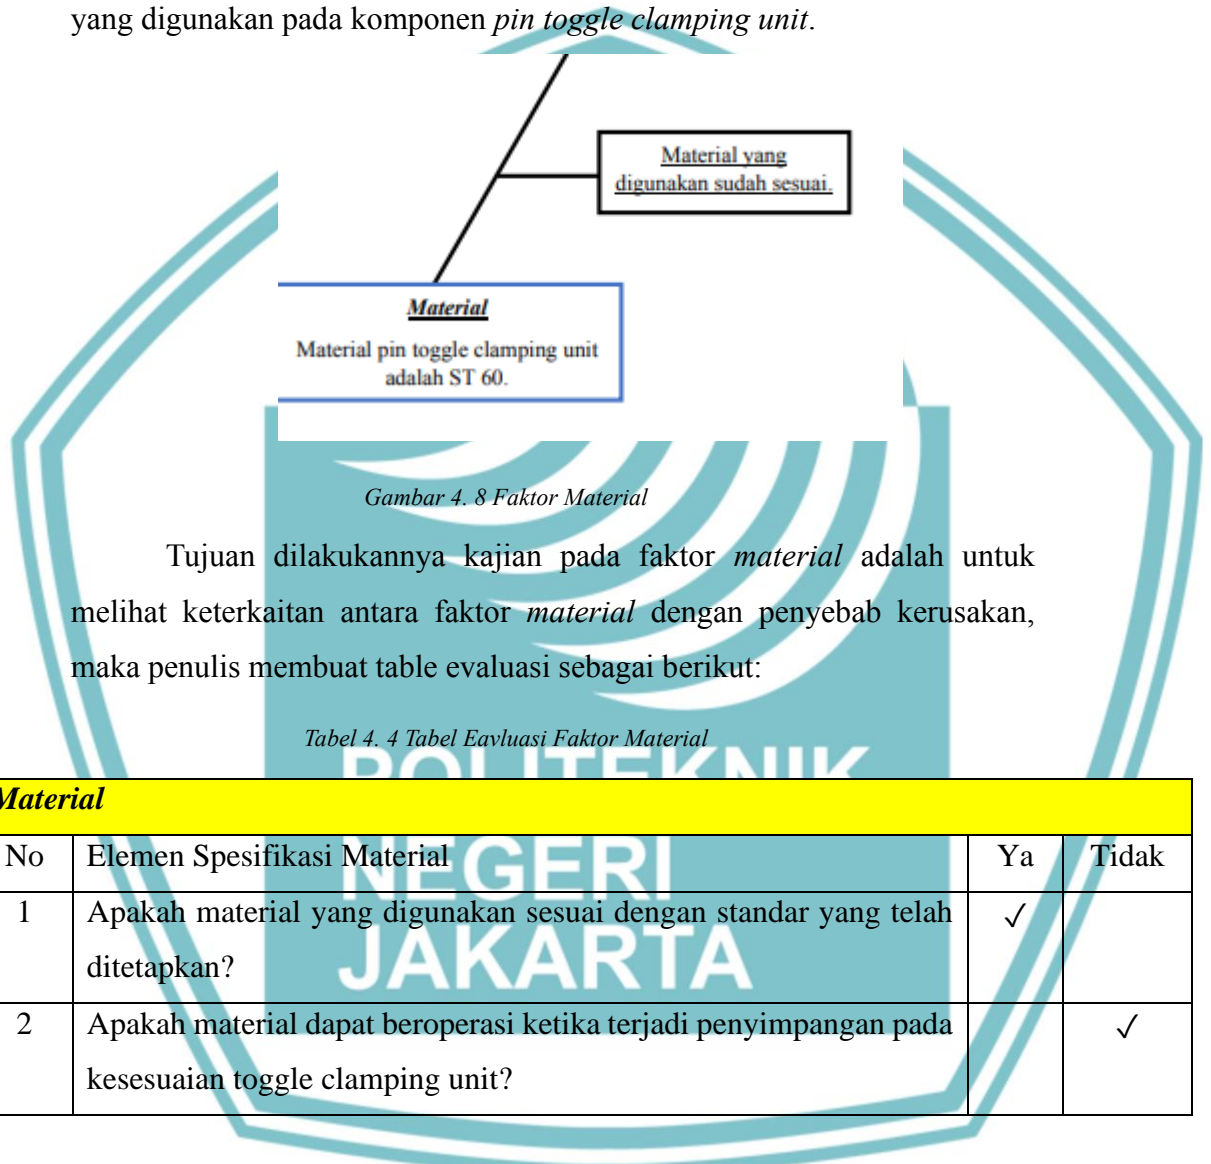 yang digunakan pada komponen pin toggle clamping unit.
Material yang
digunakan sudah sesuai.
Material
Material pin toggle clamping unit
adalah ST 60.
Gambar 4. 8 Faktor Material
Tujuan dilakukannya kajian pada faktor material adalah untuk
melihat keterkaitan antara faktor material dengan penyebab kerusakan,
maka penulis membuat table evaluasi sebagai berikut:
Tabel 4. 4 Tabel Eavluasi Faktor Material
POLITEKNIK
NEGERI
JAKARTA
Material
No Elemen Spesifikasi Material Ya Tidak
1 Apakah material yang digunakan sesuai dengan standar yang telah ✓
ditetapkan?
2 Apakah material dapat beroperasi ketika terjadi penyimpangan pada ✓
kesesuaian toggle clamping unit?